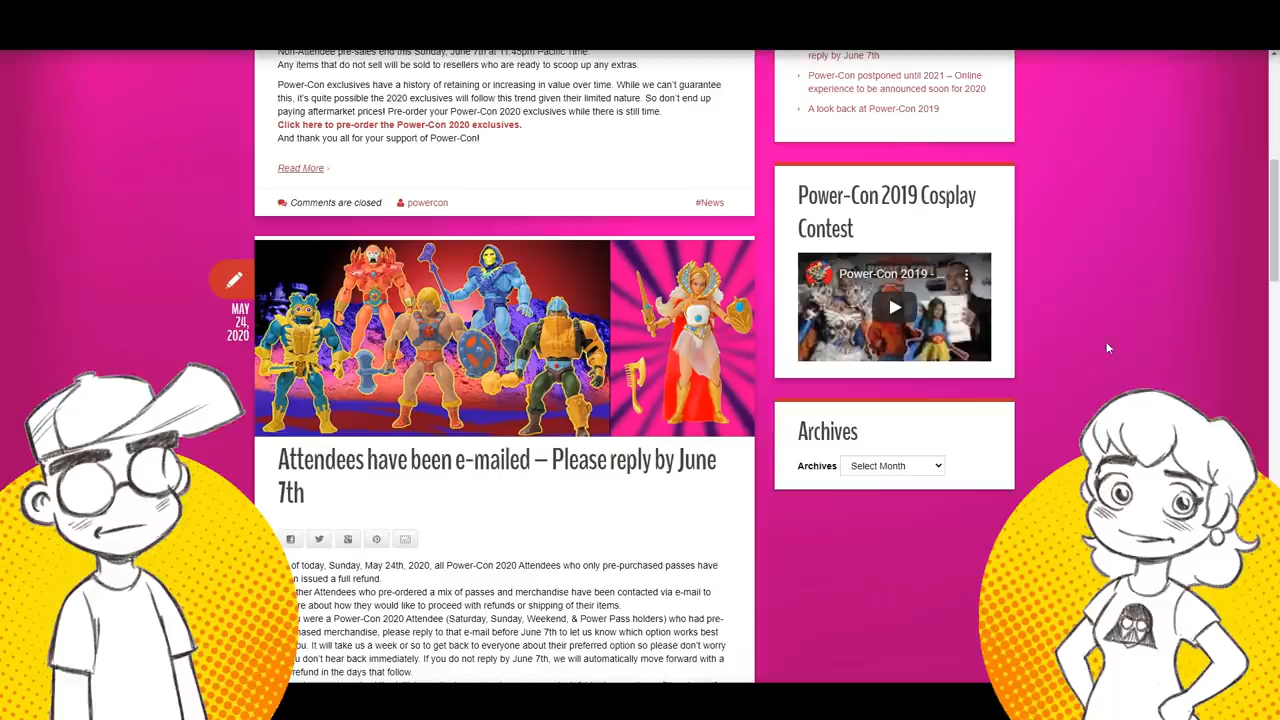 Non-Attendee pre-sales end this Sunday, June 7th at 11:45pm Pacific Time.
Any items that do not sell will be sold to resellers who are ready to scoop up any extras.
Power-Con exclusives have a history of retaining or increasing in value over time. While we can't guarantee
this, it's quite possible the 2020 exclusives will follow this trend given their limited nature. So don't end up
paying aftermarket prices! Pre-order your Power-Con 2020 exclusives while there is still time.
Click here to pre-order the Power-Con 2020 exclusives.
And thank you all for your support of Power-Con!
Read More ›
Comments are closed
powercon
#News
MAY
24,
2020
Attendees have been e-mailed – Please reply by June
7th
of today, Sunday, May 24th, 2020, all Power-Con 2020 Attendees who only pre-purchased passes have
n issued a full refund.
ther Attendees who pre-ordered a mix of passes and merchandise have been contacted via e-mail to
re about how they would like to proceed with refunds or shipping of their items.
u were a Power-Con 2020 Attendee (Saturday, Sunday, Weekend, & Power Pass holders) who had pre-
hased merchandise, please reply to that e-mail before June 7th to let us know which option works best
ou. It will take us a week or so to get back to everyone about their preferred option so please don't worry
u don't hear back immediately. If you do not reply by June 7th, we will automatically move forward with a
refund in the days that follow.
reply by June 7th
Power-Con postponed until 2021 – Online
experience to be announced soon for 2020
A look back at Power-Con 2019
Power-Con 2019 Cosplay
Contest
Power-Con 2019 - ...
Archives
Archives
Select Month